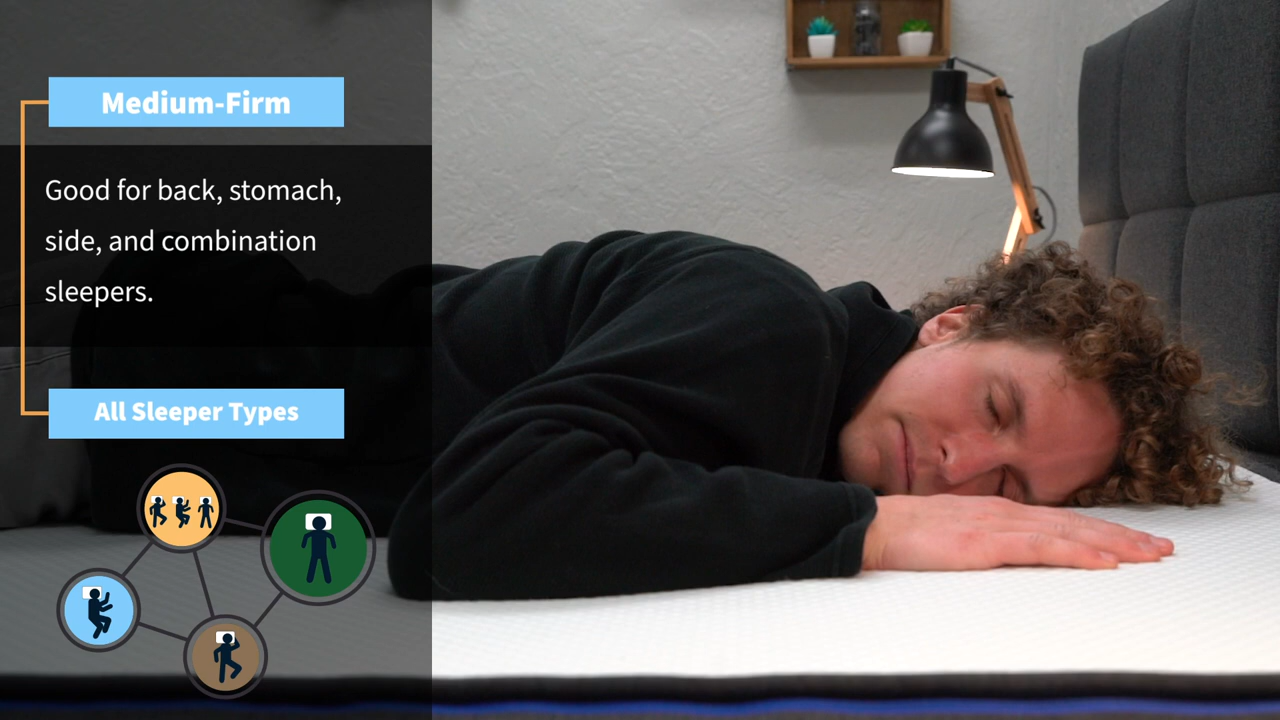 Medium-Firm
Good for back, stomach,
side, and combination
sleepers.
All Sleeper Types